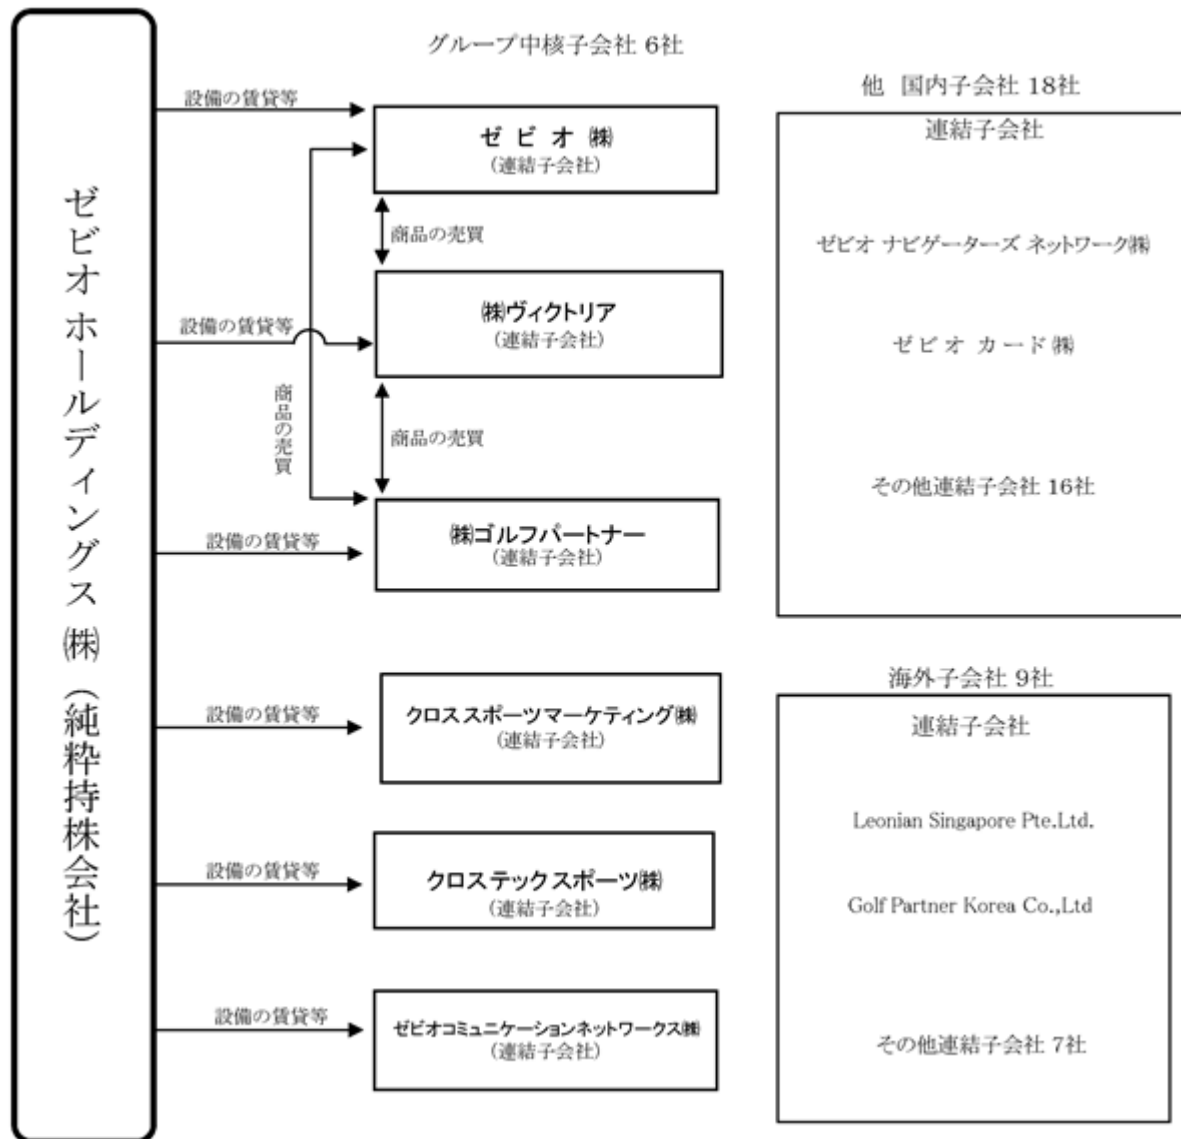 ゼビオ ホールディングス ㈱ （純粋持株会社）
グループ中核子会社 6社
設備の賃貸等
ゼ ビ オ ㈱
（連結子会社）
商品の売買
設備の賃貸等
㈱ヴィクトリア
（連結子会社）
商品の売買
商品の売買
設備の賃貸等
㈱ゴルフパートナー
（連結子会社）
設備の賃貸等
クロススポーツマーケティング㈱
（連結子会社）
設備の賃貸等
クロステックスポーツ㈱
（連結子会社）
設備の賃貸等
ゼビオコミュニケーションネットワークス㈱
（連結子会社）
他 国内子会社 18社
連結子会社
ゼビオ ナビゲーターズ ネットワーク㈱
ゼ ビ オ カ ー ド ㈱
その他連結子会社 16社
海外子会社 9社
連結子会社
Leonian Singapore Pte.Ltd.
Golf Partner Korea Co.,Ltd
その他連結子会社 7社